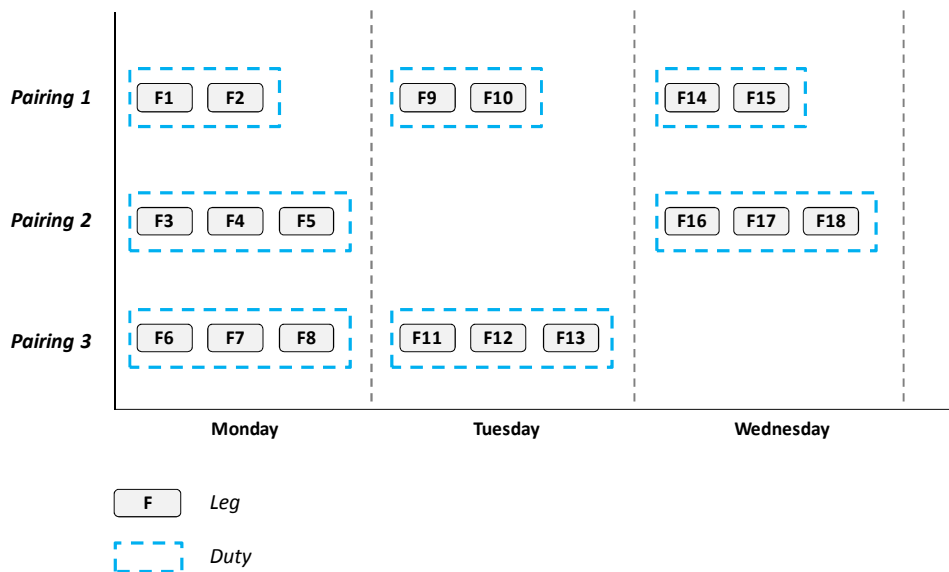 Pairing 1 F1 F2 F9 F10 F14 F15
Pairing 2 F3 F4 F5 F16 F17 F18
Pairing 3 F6 F7 F8 F11 F12 F13
Monday Tuesday Wednesday
F Leg
Duty